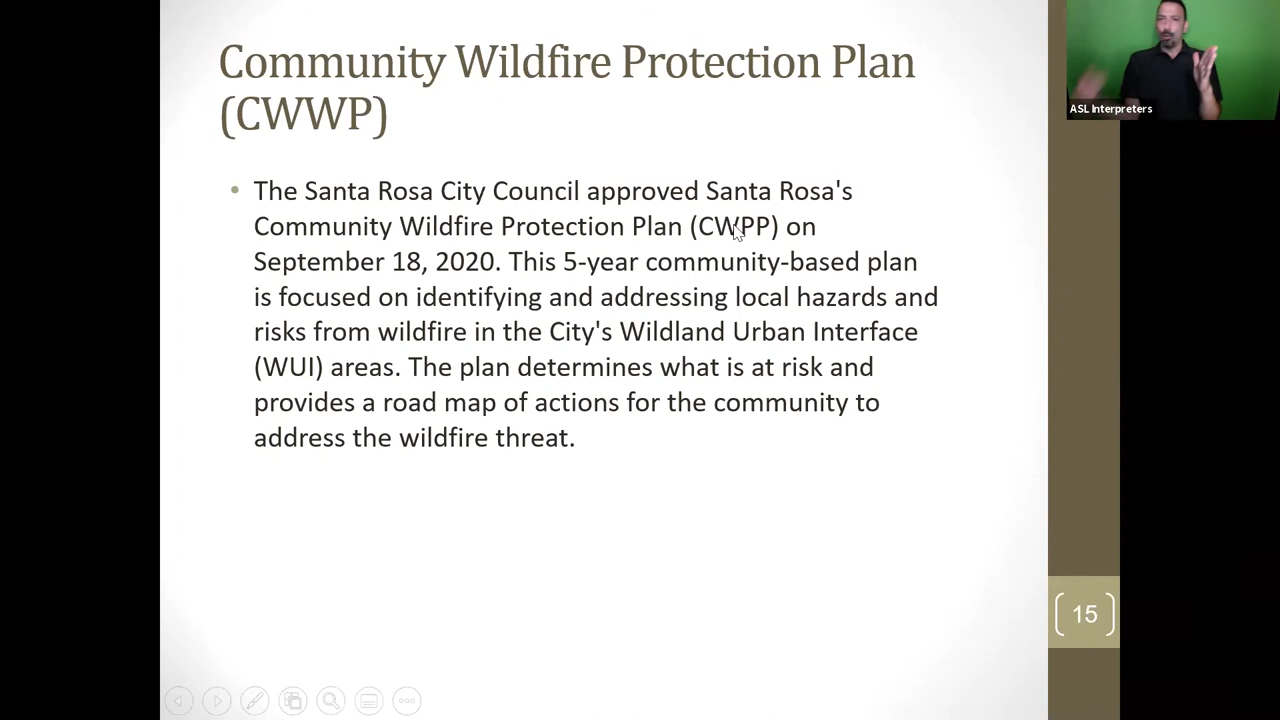 Community Wildfire Protection Plan
(CWWP)
ASL Interpreters
• The Santa Rosa City Council approved Santa Rosa's
Community Wildfire Protection Plan (CWPP) on
September 18, 2020. This 5-year community-based plan
is focused on identifying and addressing local hazards and
risks from wildfire in the City's Wildland Urban Interface
(WUI) areas. The plan determines what is at risk and
provides a road map of actions for the community to
address the wildfire threat.
15